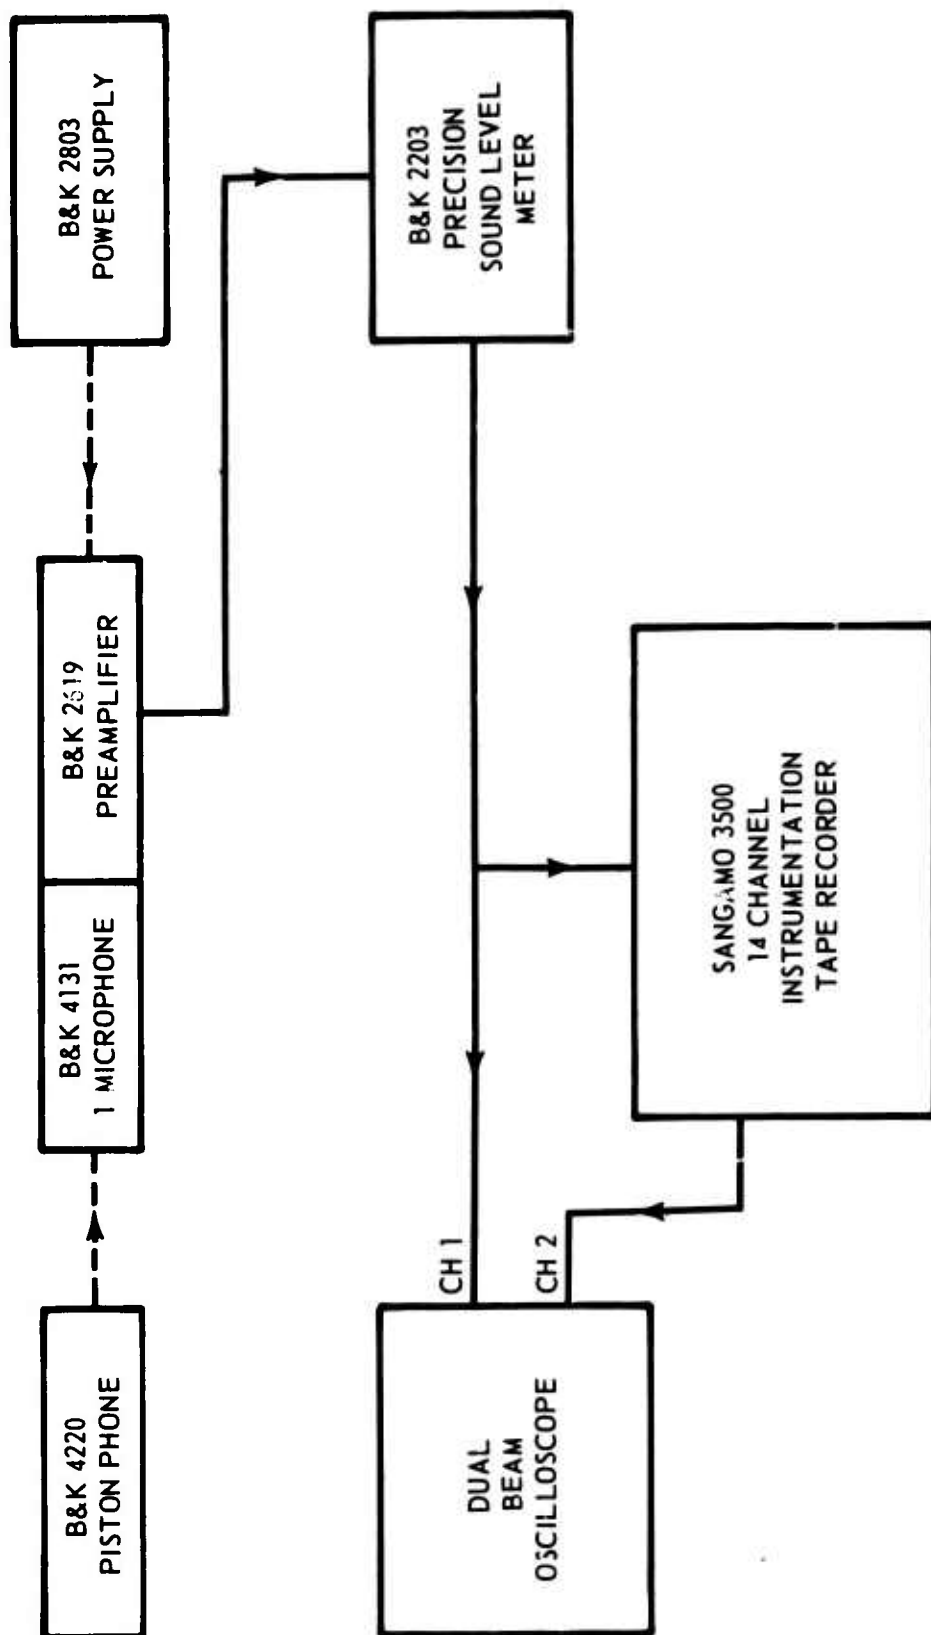 B&K 4220
PISTON PHONE
B&K 4131
1 MICROPHONE
B&K 2619
PREAMPLIFIER
B&K 2803
POWER SUPPLY
DUAL
BEAM
OSCILLOSCOPE
CH 1
CH 2
SANGAMO 3500
14 CHANNEL
INSTRUMENTATION
TAPE RECORDER
B&K 2203
PRECISION
SOUND LEVEL
METER